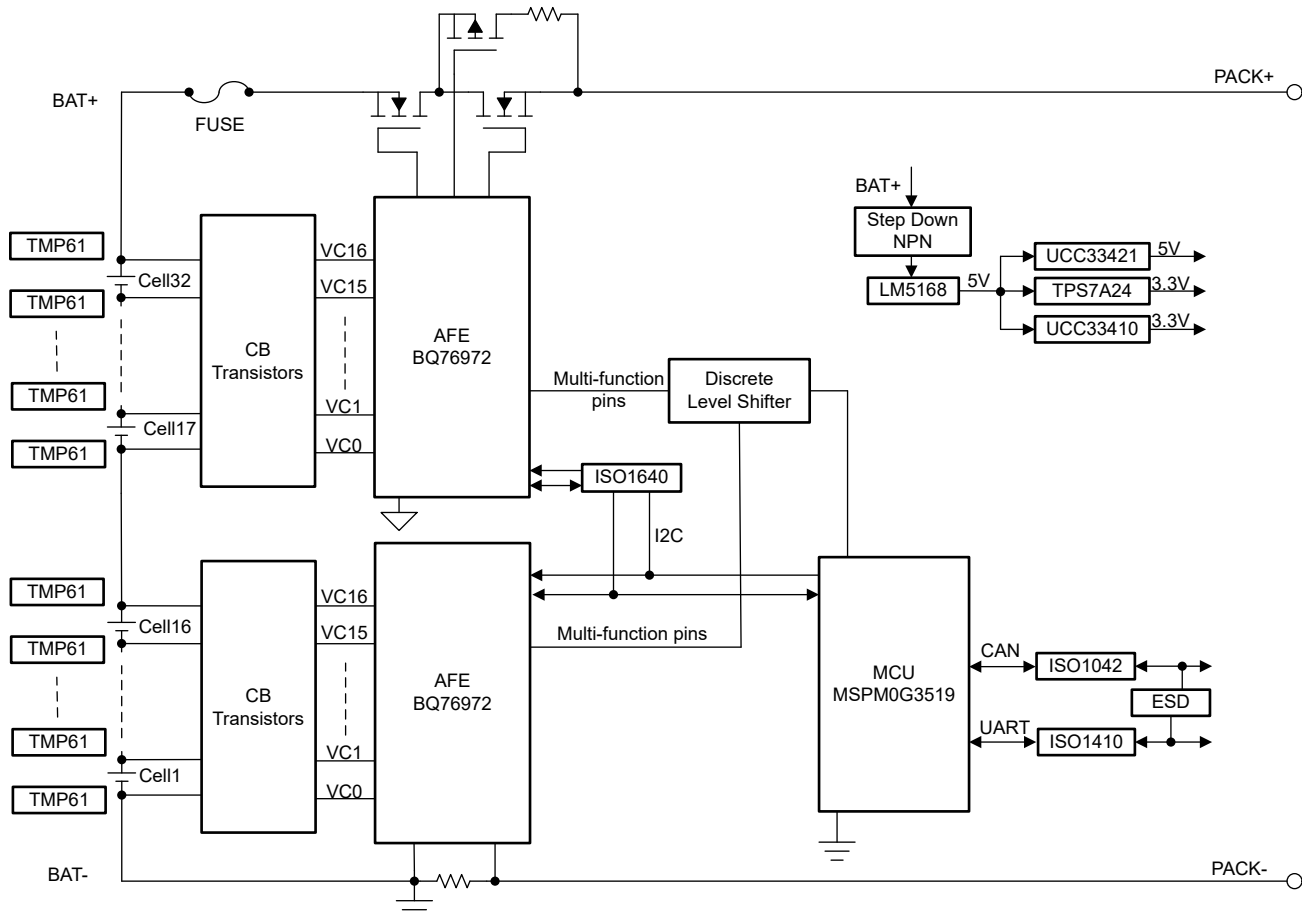 PACK+
BAT+
FUSE
BAT+
Step Down
NPN
LM5168
5V
UCC33421
5V
TPS7A24
3.3V
UCC33410
3.3V
TMP61
TMP61
TMP61
TMP61
Cell32
Cell17
CB
Transistors
VC16
VC15
VC1
VC0
AFE
BQ76972
Multi-function
pins
Discrete
Level Shifter
ISO1640
I2C
TMP61
TMP61
TMP61
TMP61
Cell16
Cell1
CB
Transistors
VC16
VC15
VC1
VC0
AFE
BQ76972
Multi-function pins
MCU
MSPM0G3519
CAN
ISO1042
ESD
UART
ISO1410
BAT-
PACK-